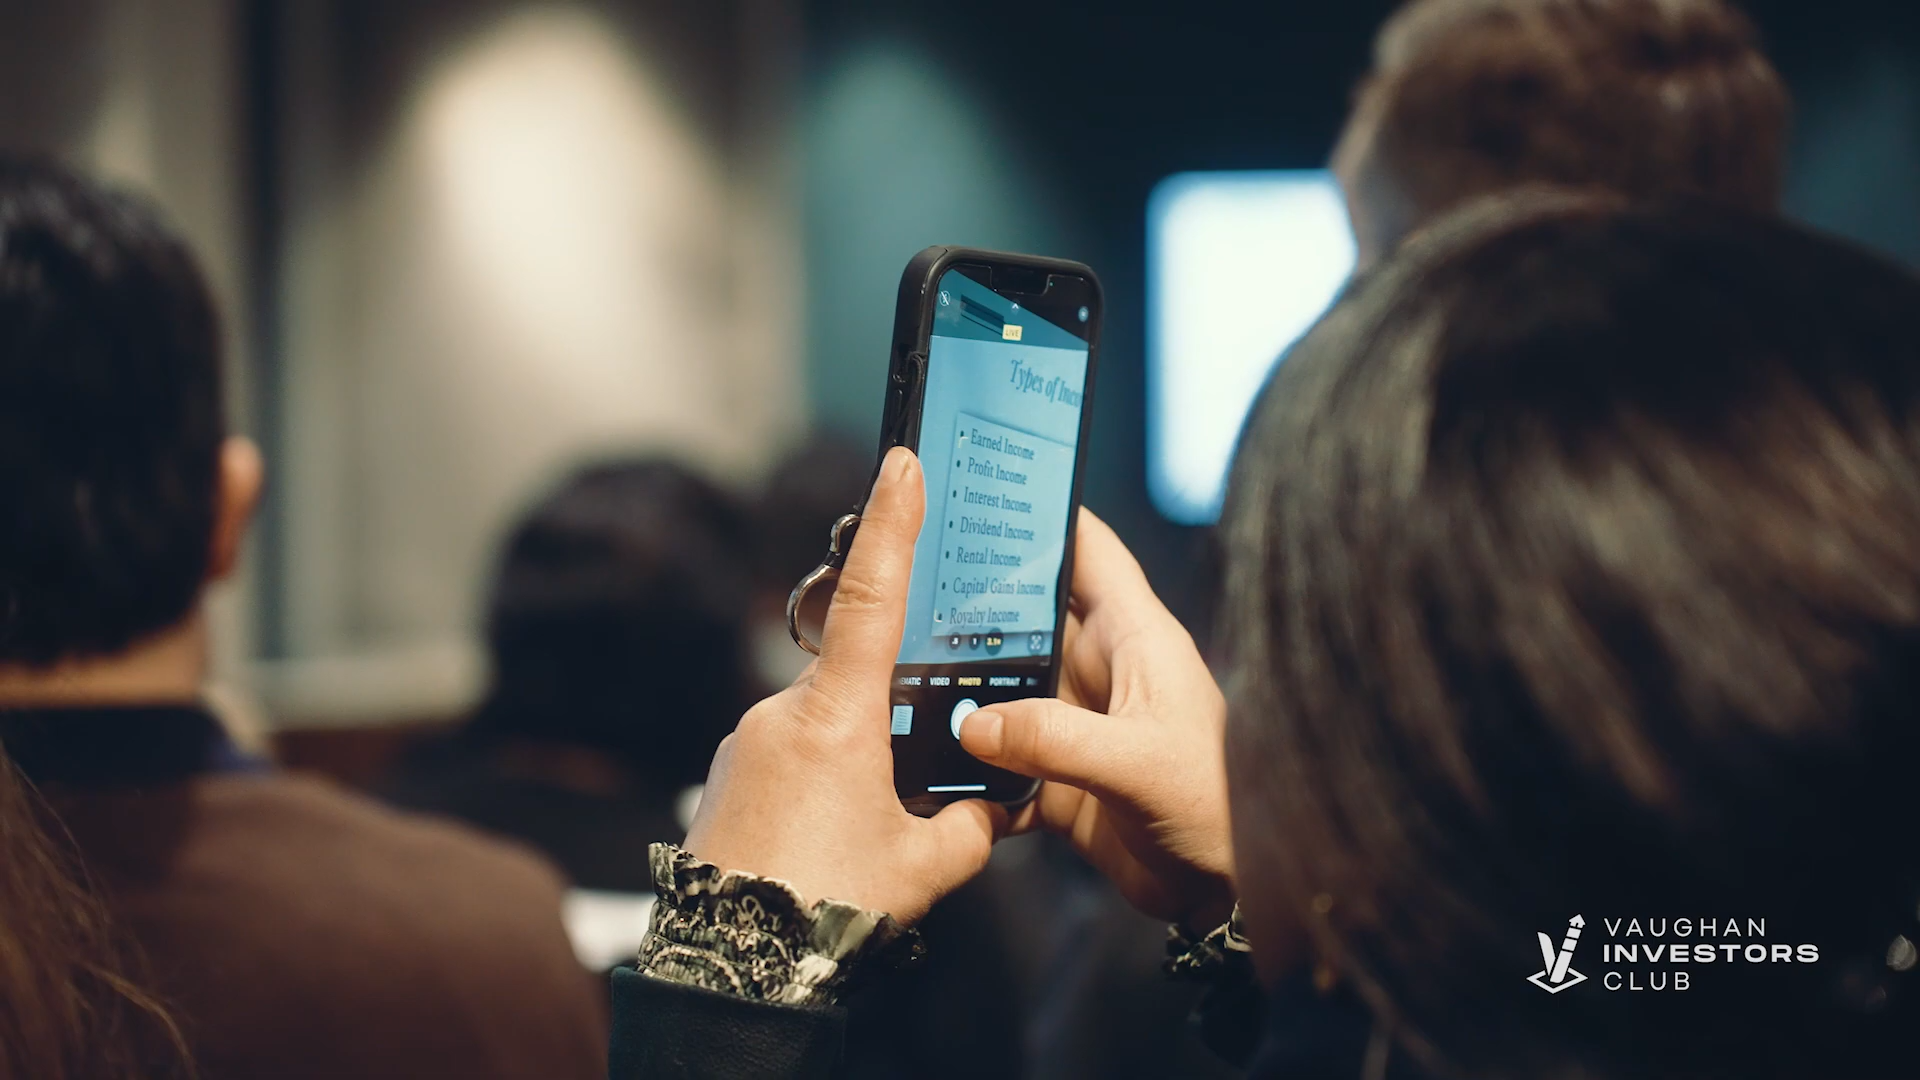 LIVE
Types of Inco
Earned Income
Profit Income
Interest Income
Dividend Income
Rental Income
Capital Gains Income
Royalty Income
VIDEO PHOTO PORTRAIT
VAUGHAN
INVESTORS
CLUB